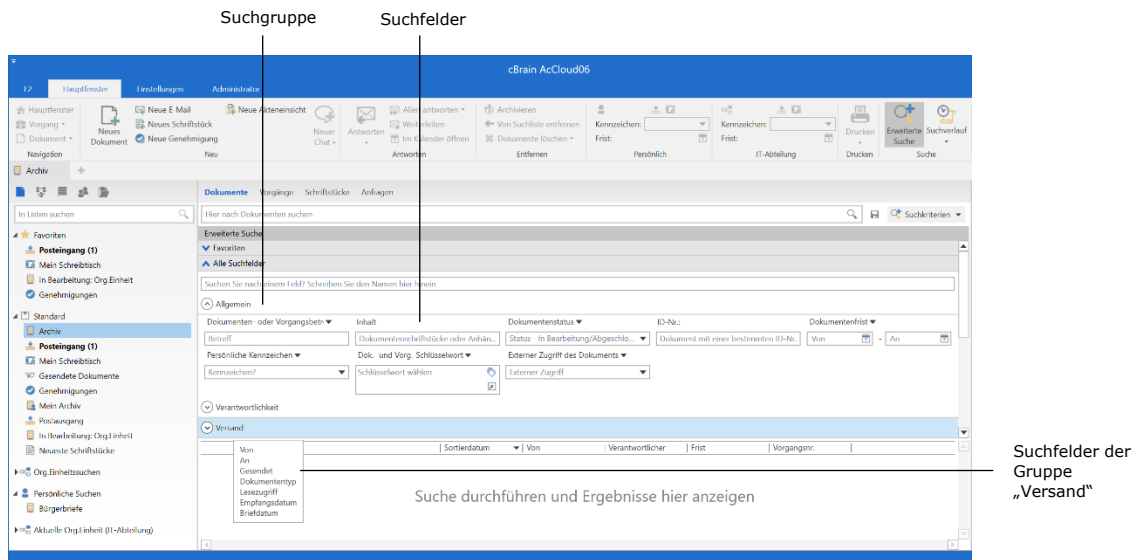 Suchgruppe
Suchfelder
cBrain AcCloud06
F2 Hauptfenster Einstellungen Administrator
Hauptfenster
Vorgang
Dokument
Navigation
Neues Dokument
Neue E-Mail
Neues Schriftstück
Neue Genehmigung
Neue Akteneinsicht
Neuer Chat
Neu
Antworten
Allen antworten
Weiterleiten
Im Kalender öffnen
Antworten
Archivieren
Von Suchliste entfernen
Dokumente löschen
Entfernen
Kennzeichen:
Frist:
Persönlich
Kennzeichen:
Frist:
IT-Abteilung
Drucken
Drucken
Erweiterte Suche
Suchverlauf
Suche
Archiv +
Dokumente Vorgänge Schriftstücke Anfragen
In Listen suchen
Hier nach Dokumenten suchen
Suchkriterien
Favoriten
Posteingang (1)
Mein Schreibtisch
In Bearbeitung: Org.Einheit
Genehmigungen
Standard
Archiv
Posteingang (1)
Mein Schreibtisch
Gesendete Dokumente
Genehmigungen
Mein Archiv
Postausgang
In Bearbeitung: Org.Einheit
Neueste Schriftstücke
Org.Einheitssuchen
Persönliche Suchen
Bürgerbriefe
Aktuelle Org.Einheit (IT-Abteilung)
Erweiterte Suche
Favoriten
Alle Suchfelder
Suchen Sie nach einem Feld? Schreiben Sie den Namen hier hinein
Allgemein
Dokumenten- oder Vorgangsbetr Inhalt Dokumentenstatus ID-Nr.: Dokumentenfrist
Betreff Dokumentenschriftstücke oder Anhän... Status - In Bearbeitung/Abgeschlo... Dokument mit einer bestimmten ID-Nr. Von - An
Persönliche Kennzeichen Dok. und Vorg. Schlüsselwort Externer Zugriff des Dokuments
Kennzeichen? Schlüsselwort wählen Externer Zugriff
Verantwortlichkeit
Versand
Sortierdatum Von Verantwortlicher Frist Vorgangsnr.
Von
An
Gesendet
Dokumententyp
Lesezugriff
Empfangsdatum
Briefdatum
Suche durchführen und Ergebnisse hier anzeigen
Suchfelder der
Gruppe
„Versand“